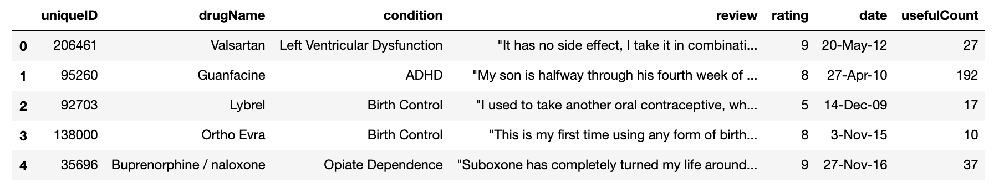 uniqueID drugName condition review rating date usefulCount
0 206461 Valsartan Left Ventricular Dysfunction "It has no side effect, I take it in combinati... 9 20-May-12 27
1 95260 Guanfacine ADHD "My son is halfway through his fourth week of ... 8 27-Apr-10 192
2 92703 Lybrel Birth Control "I used to take another oral contraceptive, wh... 5 14-Dec-09 17
3 138000 Ortho Evra Birth Control "This is my first time using any form of birth... 8 3-Nov-15 10
4 35696 Buprenorphine / naloxone Opiate Dependence "Suboxone has completely turned my life around... 9 27-Nov-16 37